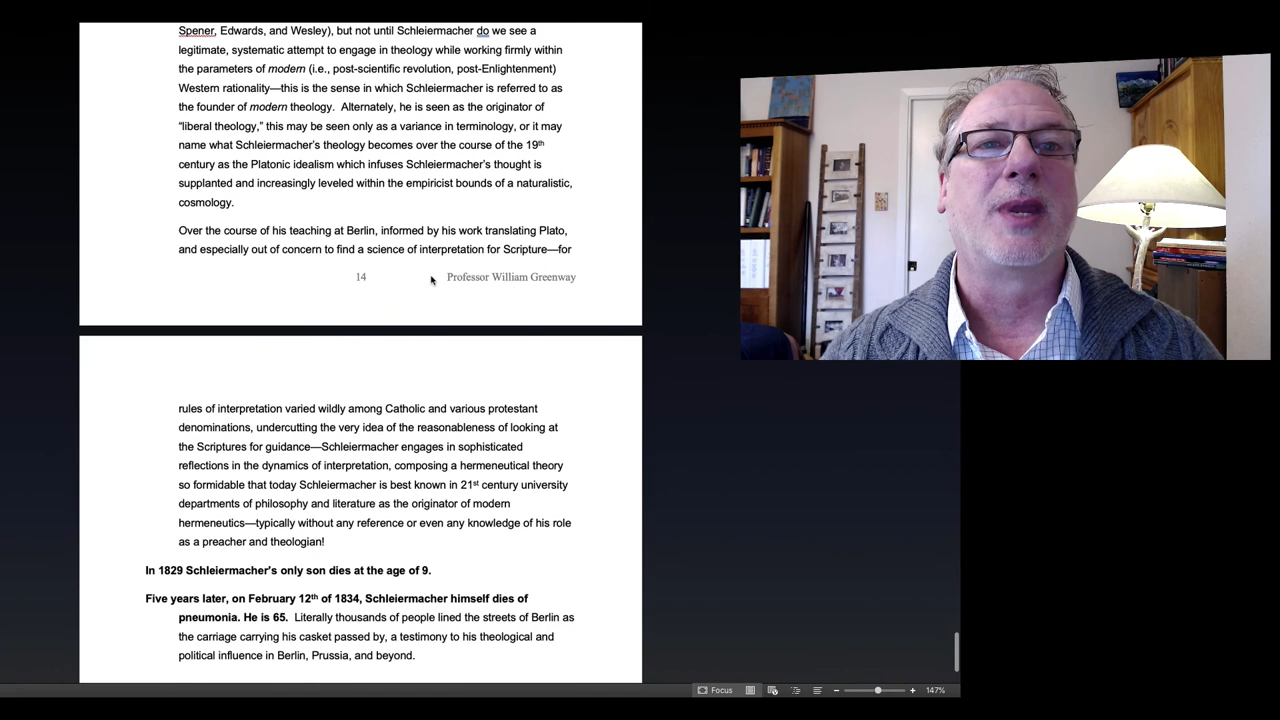 Spener, Edwards, and Wesley), but not until Schleiermacher do we see a
legitimate, systematic attempt to engage in theology while working firmly within
the parameters of modern (i.e., post-scientific revolution, post-Enlightenment)
Western rationality—this is the sense in which Schleiermacher is referred to as
the founder of modern theology.  Alternately, he is seen as the originator of
“liberal theology,” this may be seen only as a variance in terminology, or it may
name what Schleiermacher’s theology becomes over the course of the 19th
century as the Platonic idealism which infuses Schleiermacher’s thought is
supplanted and increasingly leveled within the empiricist bounds of a naturalistic,
cosmology.
Over the course of his teaching at Berlin, informed by his work translating Plato,
and especially out of concern to find a science of interpretation for Scripture—for
14 Professor William Greenway
rules of interpretation varied wildly among Catholic and various protestant
denominations, undercutting the very idea of the reasonableness of looking at
the Scriptures for guidance—Schleiermacher engages in sophisticated
reflections in the dynamics of interpretation, composing a hermeneutical theory
so formidable that today Schleiermacher is best known in 21st century university
departments of philosophy and literature as the originator of modern
hermeneutics—typically without any reference or even any knowledge of his role
as a preacher and theologian!
In 1829 Schleiermacher’s only son dies at the age of 9.
Five years later, on February 12th of 1834, Schleiermacher himself dies of
pneumonia. He is 65.  Literally thousands of people lined the streets of Berlin as
the carriage carrying his casket passed by, a testimony to his theological and
political influence in Berlin, Prussia, and beyond.
Focus 147%